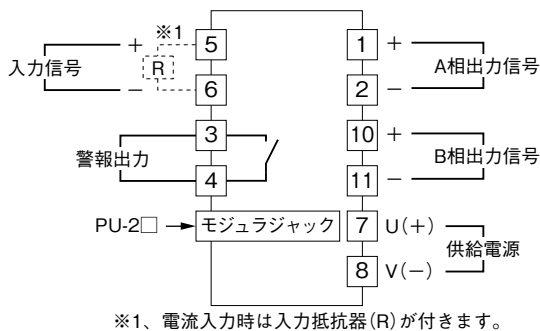 ※1
+ 5 1 +
入力信号 R A相出力信号
− 6 2 −
3 10 +
警報出力 B相出力信号
4 11 −
PU-2□ モジュラジャック 7 U(+)
供給電源
8 V(−)
※1、電流入力時は入力抵抗器(R)が付きます。